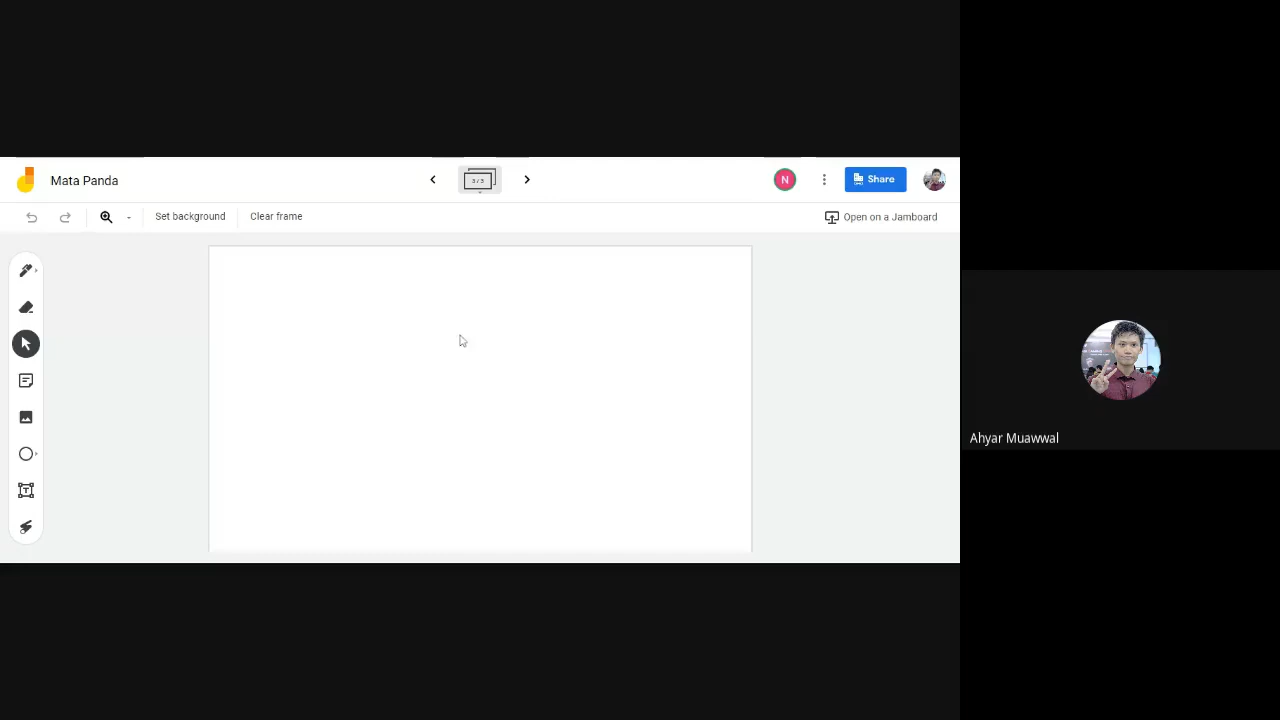 Mata Panda
N
Share
Set background
Clear frame
Open on a Jamboard
Ahyar Muawwal